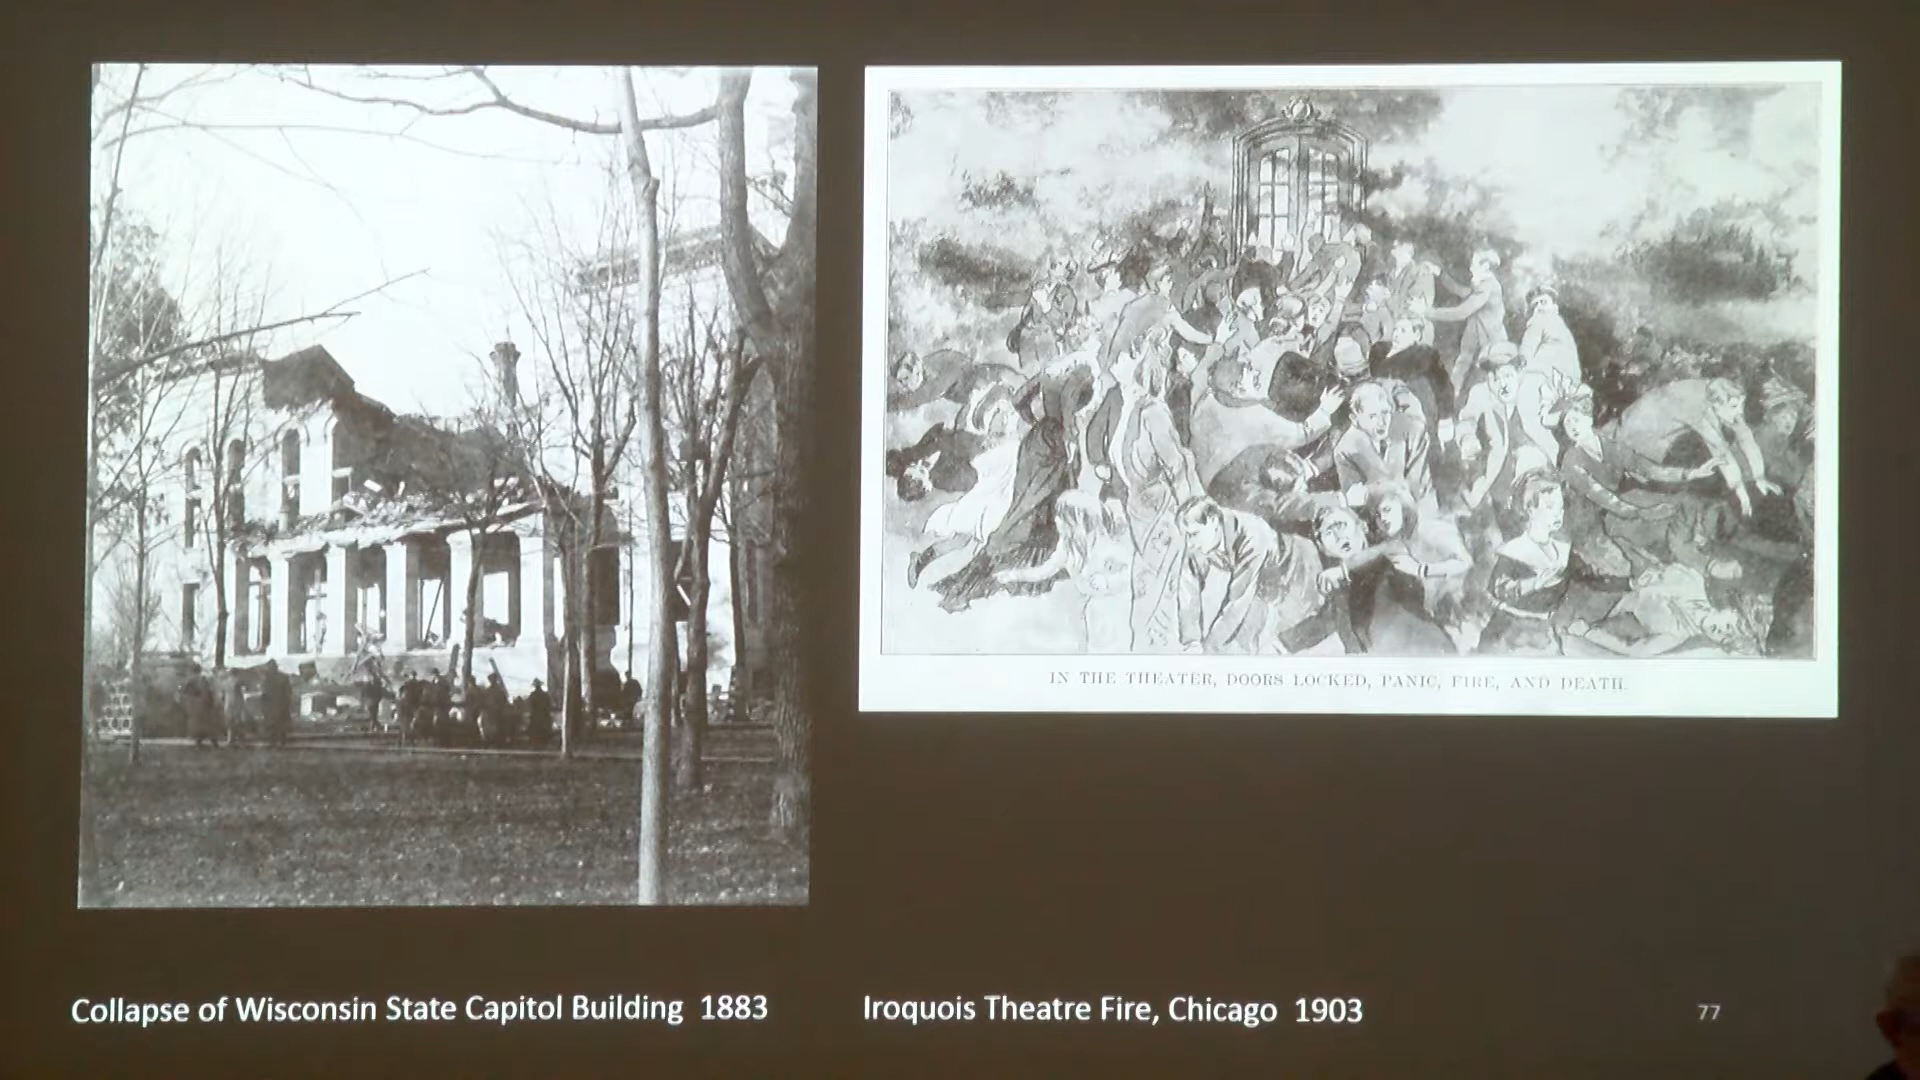 IN THE THEATER, DOORS LOCKED, PANIC, FIRE, AND DEATH.
Collapse of Wisconsin State Capitol Building 1883
Iroquois Theatre Fire, Chicago 1903
77